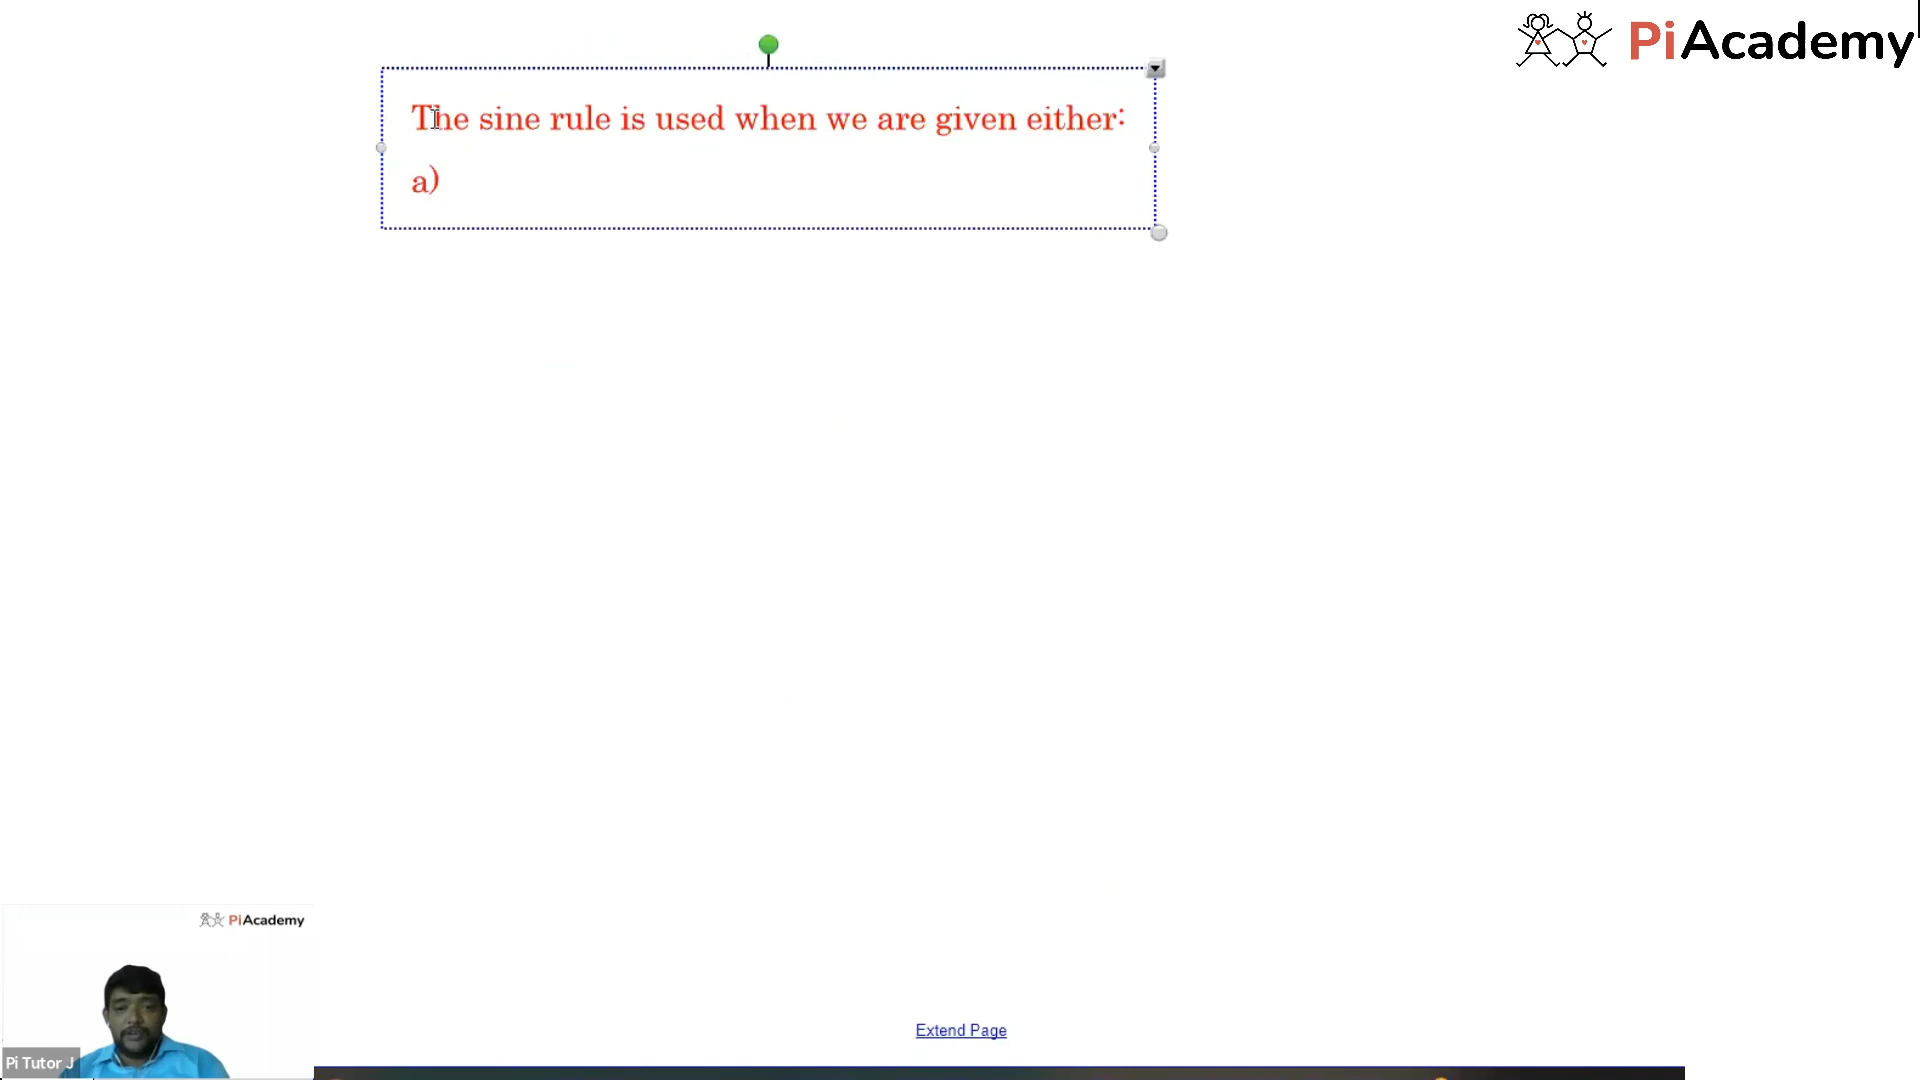 PiAcademy
The sine rule is used when we are given either:
a)
PiAcademy
Extend Page
Pi Tutor J